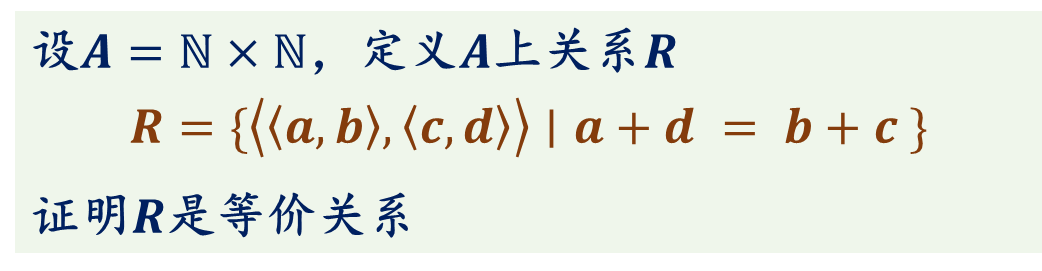 设A = ℕ × ℕ，定义A上关系R
R = {⟨⟨a, b⟩, ⟨c, d⟩⟩ | a + d = b + c }
证明R是等价关系